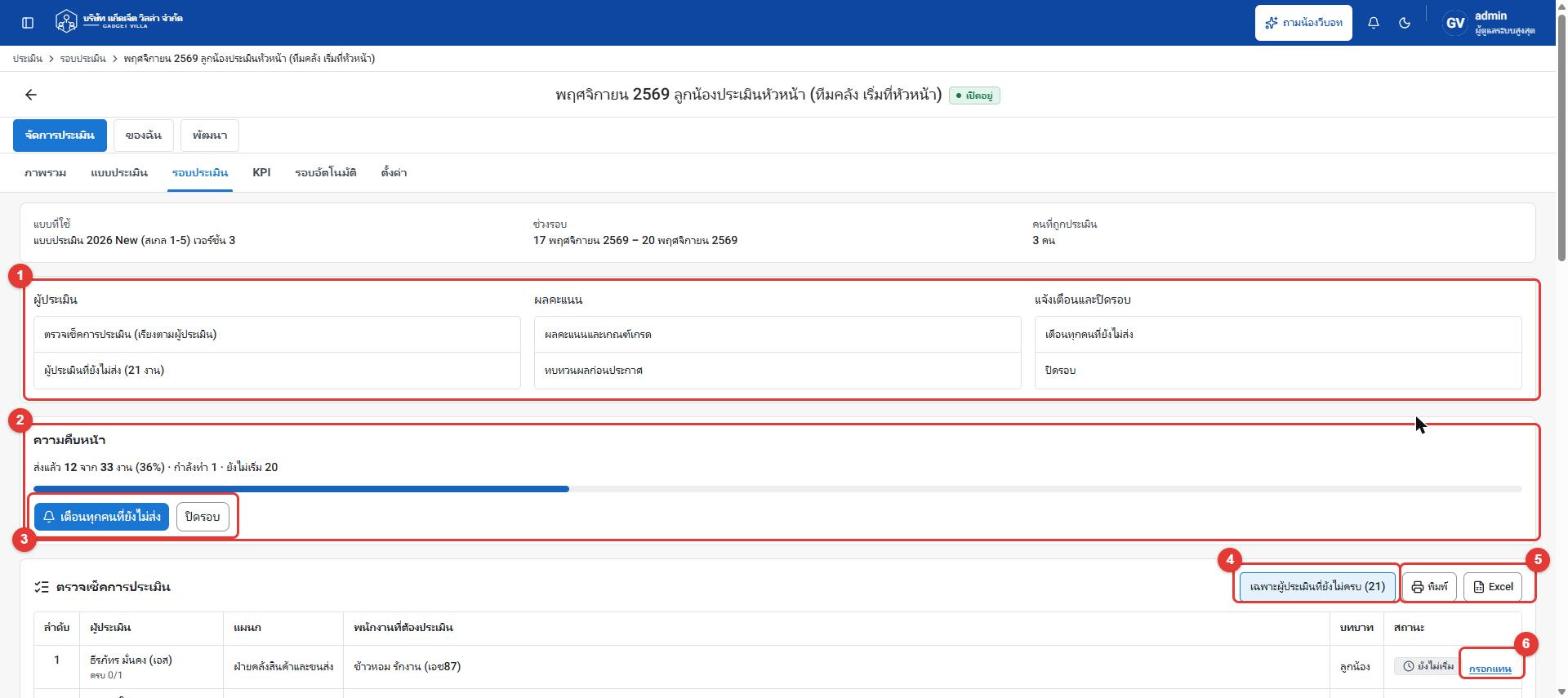 บริษัท แก็ดเจ็ต วิลล่า จำกัด
GADGET VILLA
ถามน้องวีบอท
GV
admin
ผู้ดูแลระบบสูงสุด
ประเมิน > รอบประเมิน > พฤศจิกายน 2569 ลูกน้องประเมินหัวหน้า (ทีมคลัง เริ่มที่หัวหน้า)
พฤศจิกายน 2569 ลูกน้องประเมินหัวหน้า (ทีมคลัง เริ่มที่หัวหน้า) เปิดอยู่
จัดการประเมิน ของฉัน พัฒนา
ภาพรวม แบบประเมิน รอบประเมิน KPI รอบอัตโนมัติ ตั้งค่า
แบบที่ใช้ ช่วงรอบ คนที่ถูกประเมิน
แบบประเมิน 2026 New (สเกล 1-5) เวอร์ชั่น 3 17 พฤศจิกายน 2569 – 20 พฤศจิกายน 2569 3 คน
1
ผู้ประเมิน ผลคะแนน แจ้งเตือนและปิดรอบ
ตรวจเช็คการประเมิน (เรียงตามผู้ประเมิน) ผลคะแนนและเกณฑ์เกรด เตือนทุกคนที่ยังไม่ส่ง
ผู้ประเมินที่ยังไม่ส่ง (21 งาน) ทบทวนผลก่อนประกาศ ปิดรอบ
2
ความคืบหน้า
ส่งแล้ว 12 จาก 33 งาน (36%) · กำลังทำ 1 · ยังไม่เริ่ม 20
เตือนทุกคนที่ยังไม่ส่ง ปิดรอบ
3
4 5
ตรวจเช็คการประเมิน เฉพาะผู้ประเมินที่ยังไม่ครบ (21) พิมพ์ Excel
ลำดับ ผู้ประเมิน แผนก พนักงานที่ต้องประเมิน บทบาท สถานะ
6
1 ธีรภัทร มั่นคง (เอส) ฝ่ายคลังสินค้าและขนส่ง ข้าวหอม รักงาน (เอช87) ลูกน้อง ยังไม่เริ่ม กรอกแทน
ครบ 0/1